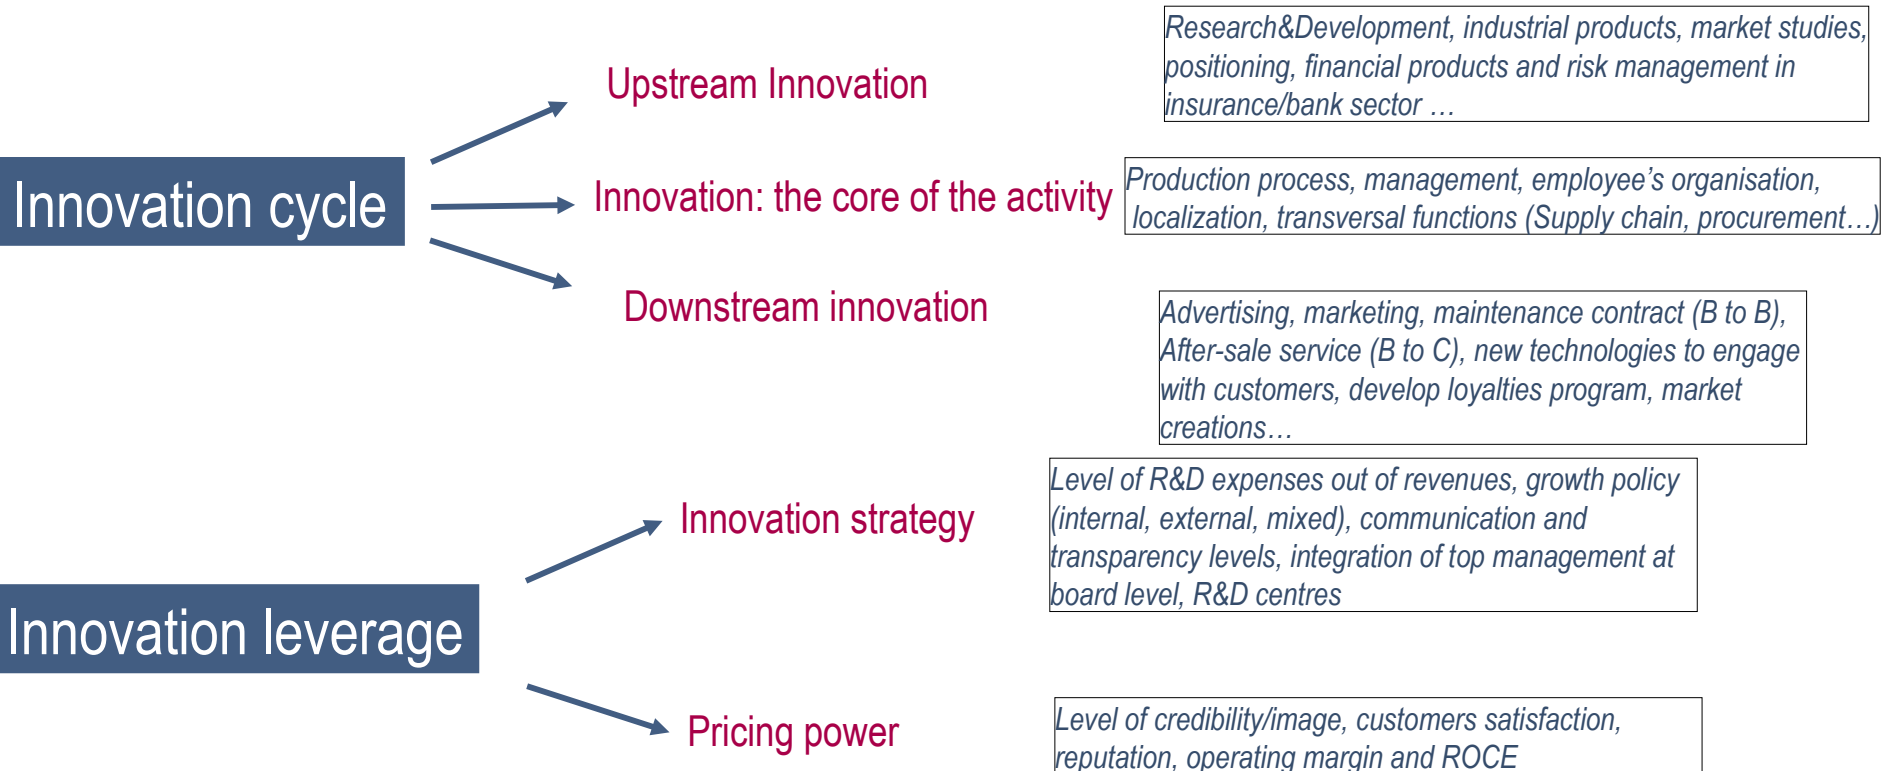 Innovation cycle
Upstream Innovation
Research&Development, industrial products, market studies,
positioning, financial products and risk management in
insurance/bank sector …
Innovation: the core of the activity
Production process, management, employee’s organisation,
localization, transversal functions (Supply chain, procurement…)
Downstream innovation
Advertising, marketing, maintenance contract (B to B),
After-sale service (B to C), new technologies to engage
with customers, develop loyalties program, market
creations…
Innovation leverage
Innovation strategy
Level of R&D expenses out of revenues, growth policy
(internal, external, mixed), communication and
transparency levels, integration of top management at
board level, R&D centres
Pricing power
Level of credibility/image, customers satisfaction,
reputation, operating margin and ROCE